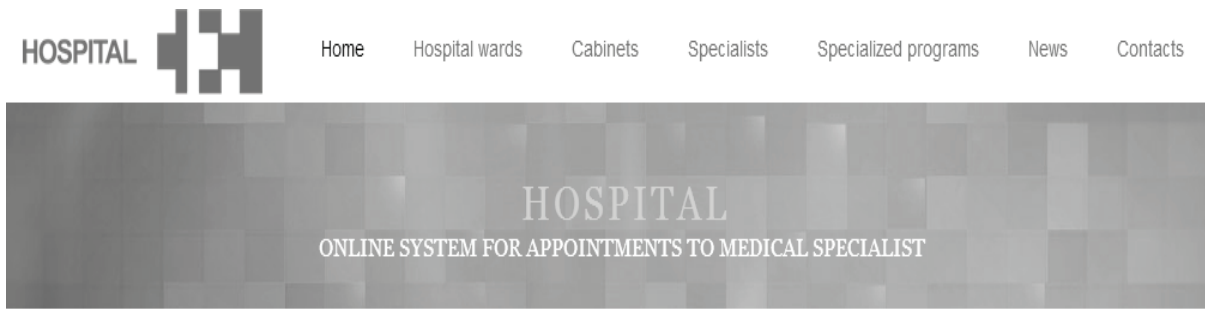 HOSPITAL
Home Hospital wards Cabinets Specialists Specialized programs News Contacts
HOSPITAL
ONLINE SYSTEM FOR APPOINTMENTS TO MEDICAL SPECIALIST